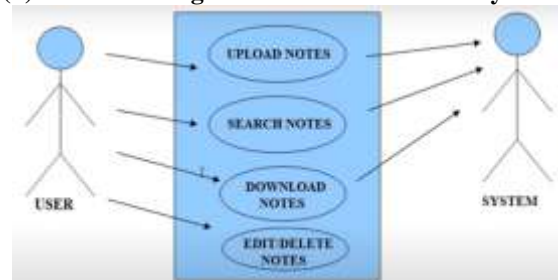 UPLOAD NOTES
SEARCH NOTES
DOWNLOAD
NOTES
EDIT/DELETE
NOTES
USER
SYSTEM